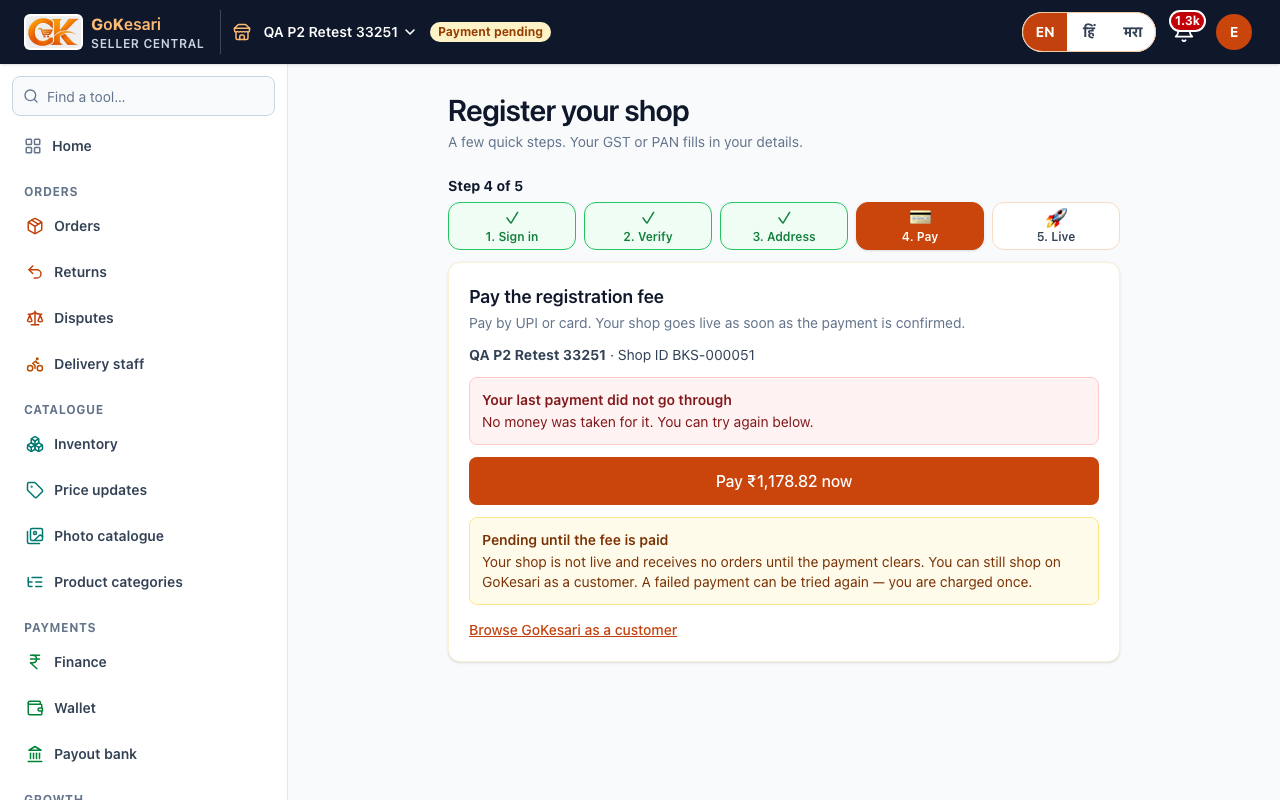 GoKesari
SELLER CENTRAL
QA P2 Retest 33251
Payment pending
EN
हिं
मरा
1.3k
E
Find a tool...
Home
ORDERS
Orders
Returns
Disputes
Delivery staff
CATALOGUE
Inventory
Price updates
Photo catalogue
Product categories
PAYMENTS
Finance
Wallet
Payout bank
GROWTH
Register your shop
A few quick steps. Your GST or PAN fills in your details.
Step 4 of 5
1. Sign in
2. Verify
3. Address
4. Pay
5. Live
Pay the registration fee
Pay by UPI or card. Your shop goes live as soon as the payment is confirmed.
QA P2 Retest 33251 · Shop ID BKS-000051
Your last payment did not go through
No money was taken for it. You can try again below.
Pay ₹1,178.82 now
Pending until the fee is paid
Your shop is not live and receives no orders until the payment clears. You can still shop on
GoKesari as a customer. A failed payment can be tried again — you are charged once.
Browse GoKesari as a customer